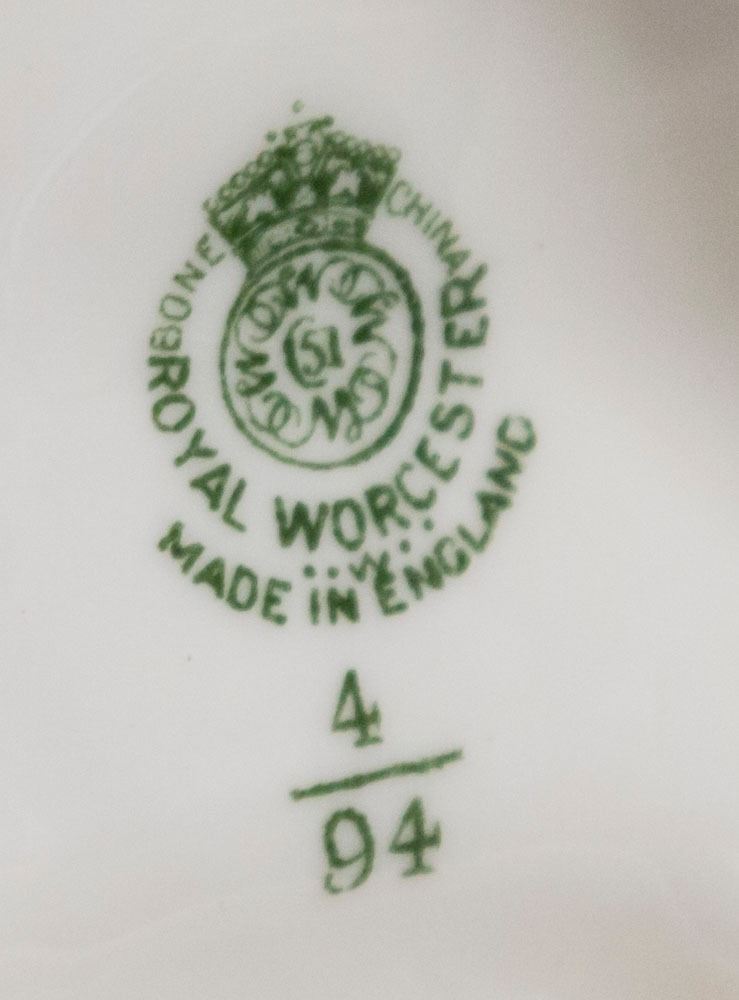 BONE CHINA
51
ROYAL WORCESTER
W
MADE IN ENGLAND
4
94